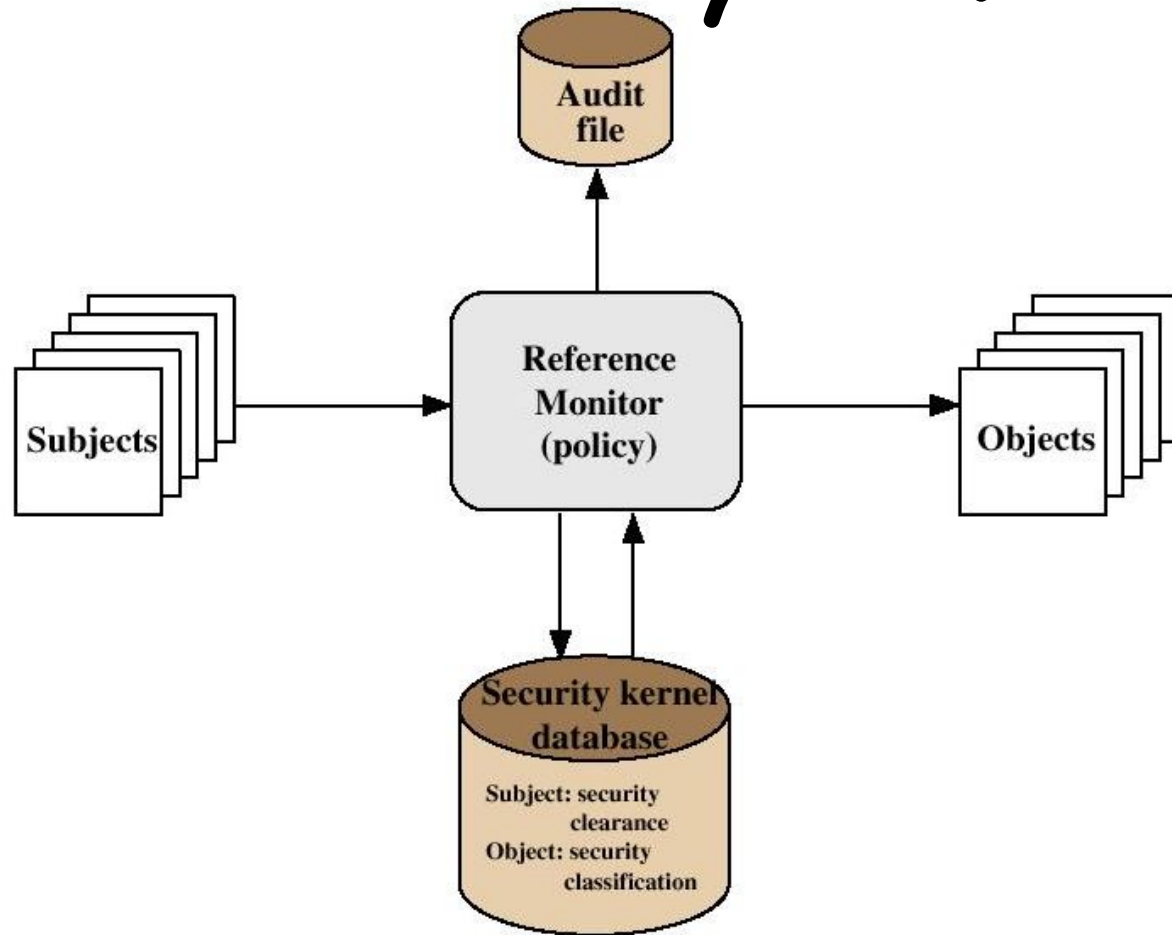 Audit
file
Reference
Monitor
(policy)
Subjects
Objects
Security kernel
database
Subject: security
clearance
Object: security
classification